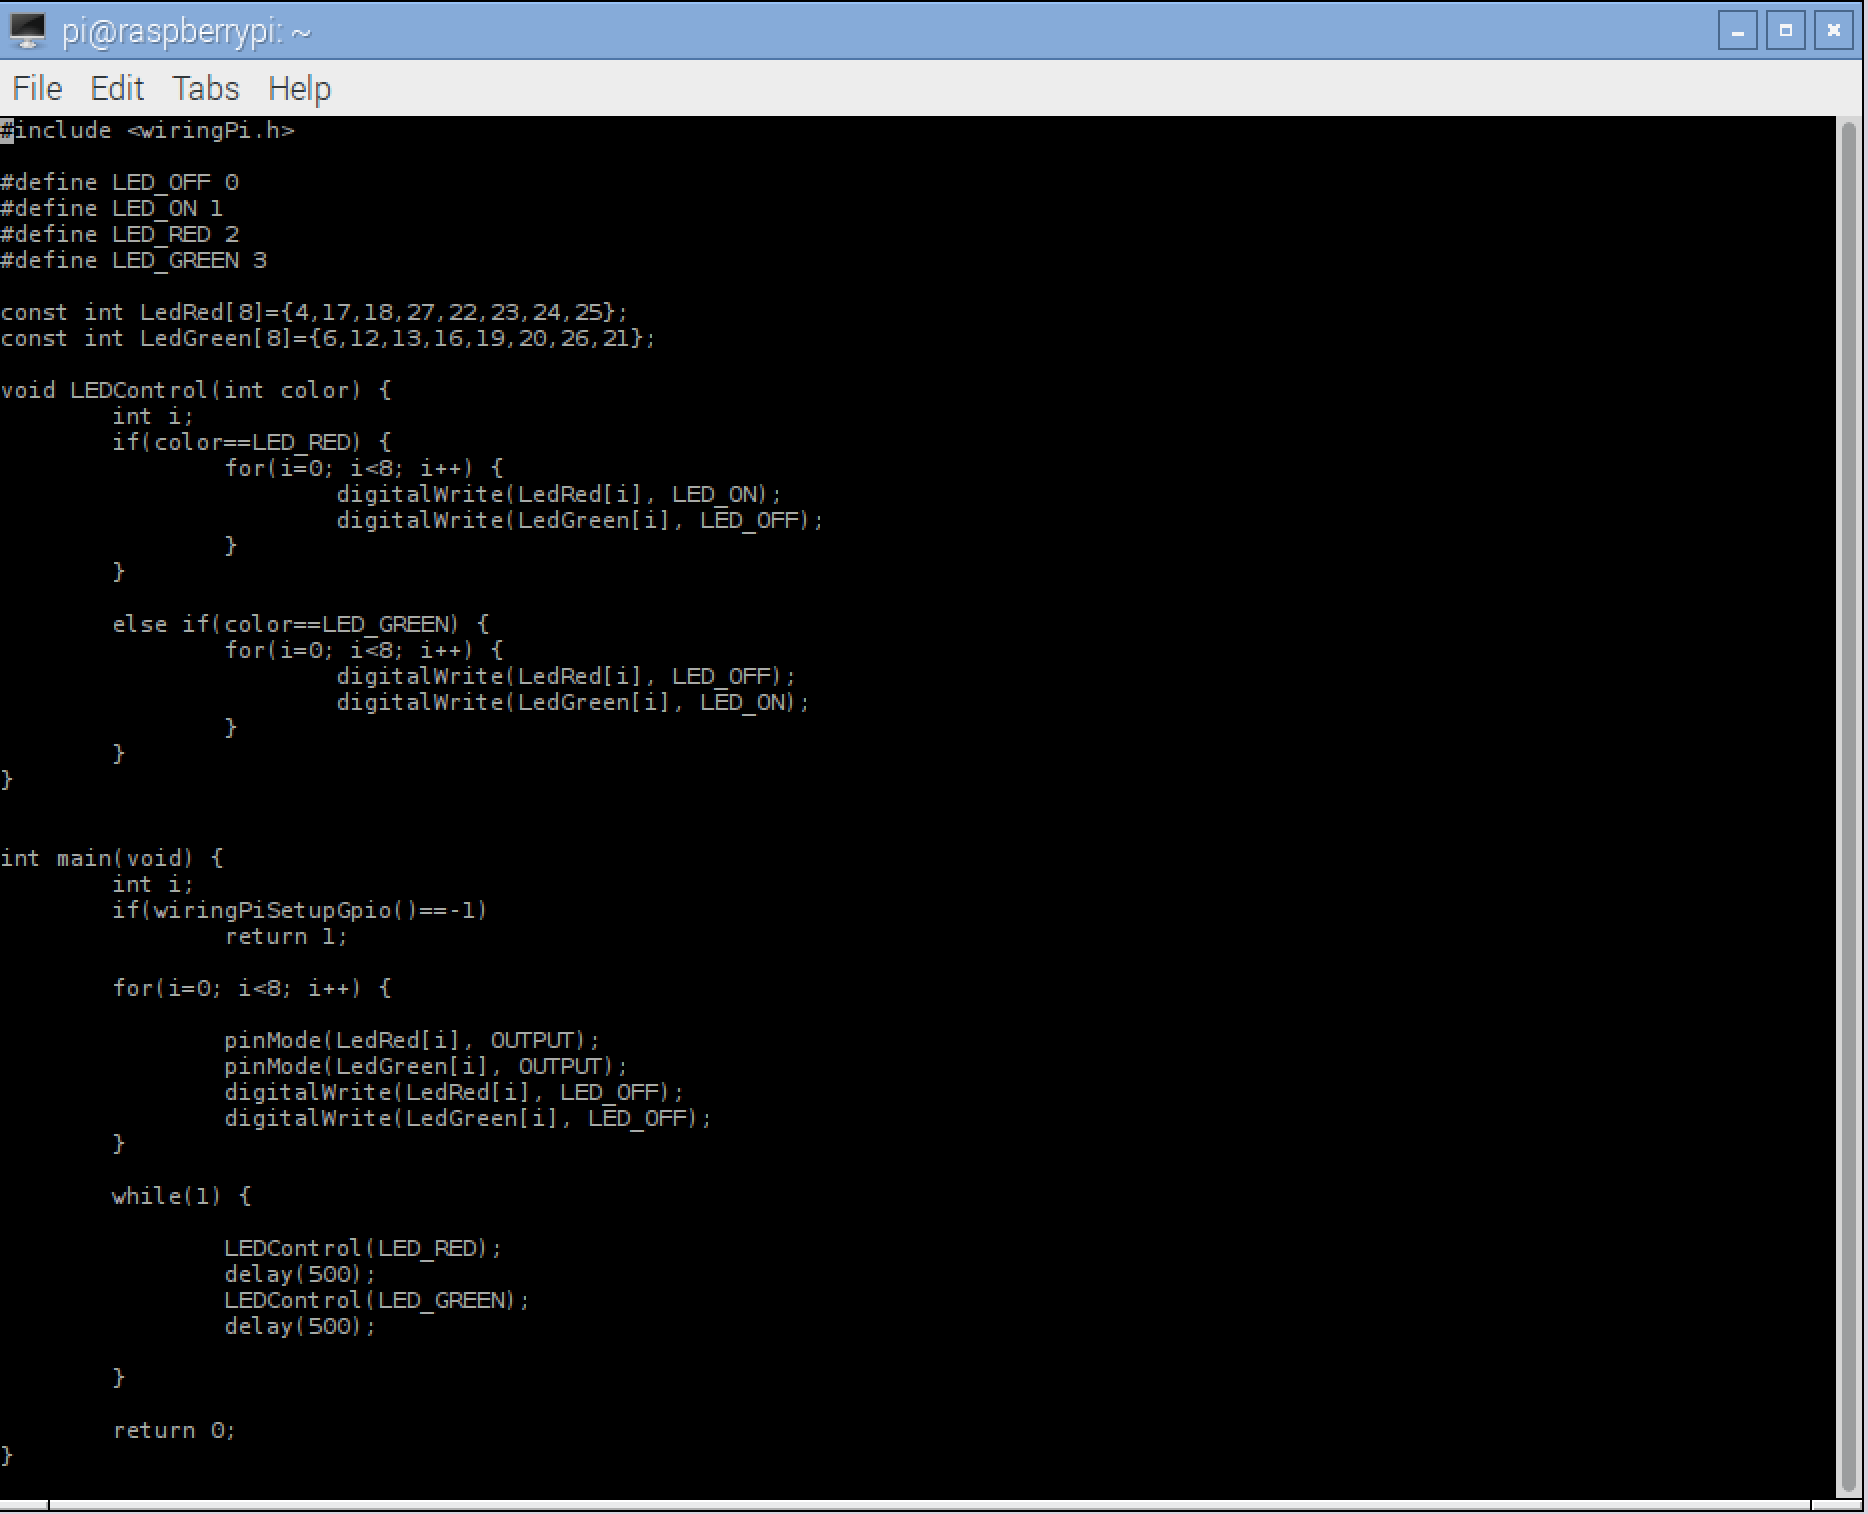 pi@raspberrypi: ~
File Edit Tabs Help
#include <wiringPi.h>
#define LED_OFF 0
#define LED_ON 1
#define LED_RED 2
#define LED_GREEN 3
const int LedRed[8]={4,17,18,27,22,23,24,25};
const int LedGreen[8]={6,12,13,16,19,20,26,21};
void LEDControl(int color) {
        int i;
        if(color==LED_RED) {
                for(i=0; i<8; i++) {
                        digitalWrite(LedRed[i], LED_ON);
                        digitalWrite(LedGreen[i], LED_OFF);
                }
        }
        else if(color==LED_GREEN) {
                for(i=0; i<8; i++) {
                        digitalWrite(LedRed[i], LED_OFF);
                        digitalWrite(LedGreen[i], LED_ON);
                }
        }
}
int main(void) {
        int i;
        if(wiringPiSetupGpio()==-1)
                return 1;
        for(i=0; i<8; i++) {
                pinMode(LedRed[i], OUTPUT);
                pinMode(LedGreen[i], OUTPUT);
                digitalWrite(LedRed[i], LED_OFF);
                digitalWrite(LedGreen[i], LED_OFF);
        }
        while(1) {
                LEDControl(LED_RED);
                delay(500);
                LEDControl(LED_GREEN);
                delay(500);
        }
        return 0;
}